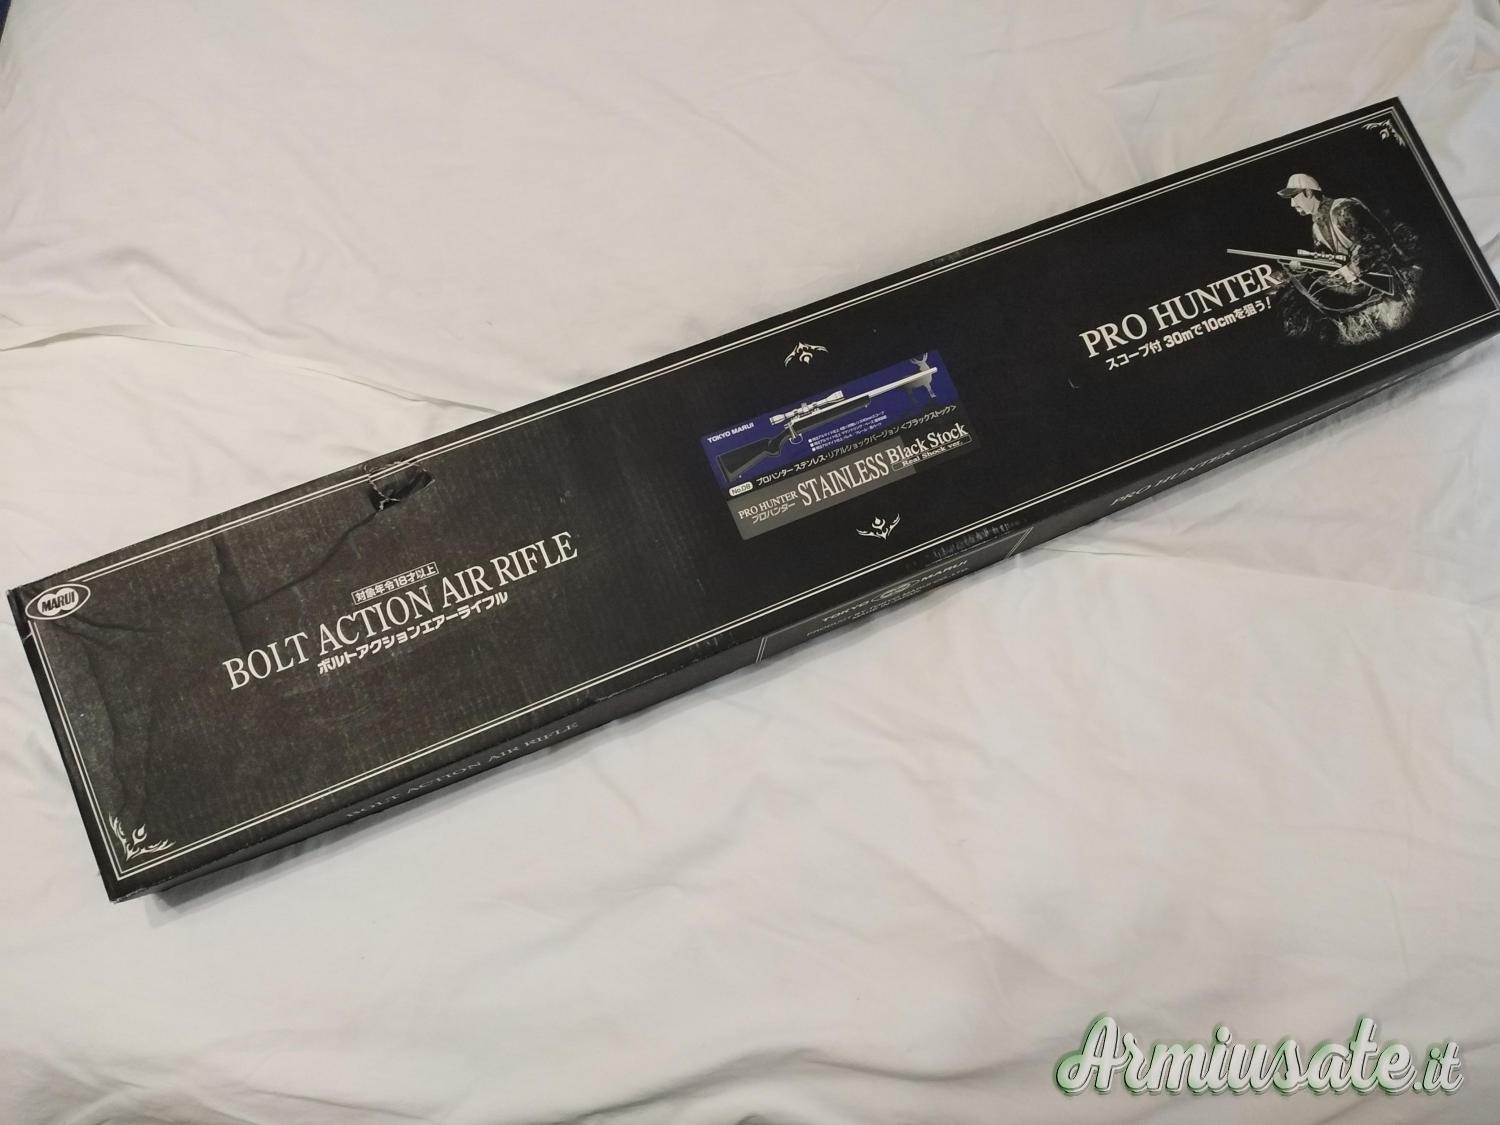 MARUI
対象年令18才以上
BOLT ACTION AIR RIFLE
ボルトアクションエアーライフル
TOKYO MARUI
No.08
プロハンター ステンレス・リアルショックバージョン <ブラックストック>
PRO HUNTER
プロハンター
STAINLESS
Black Stock
Real Shock ver.
PRO HUNTER
スコープ付 30mで10cmを狙う!
BOLT ACTION AIR RIFLE
TOKYO MARUI
PRO HUNTER
Armiusate.it